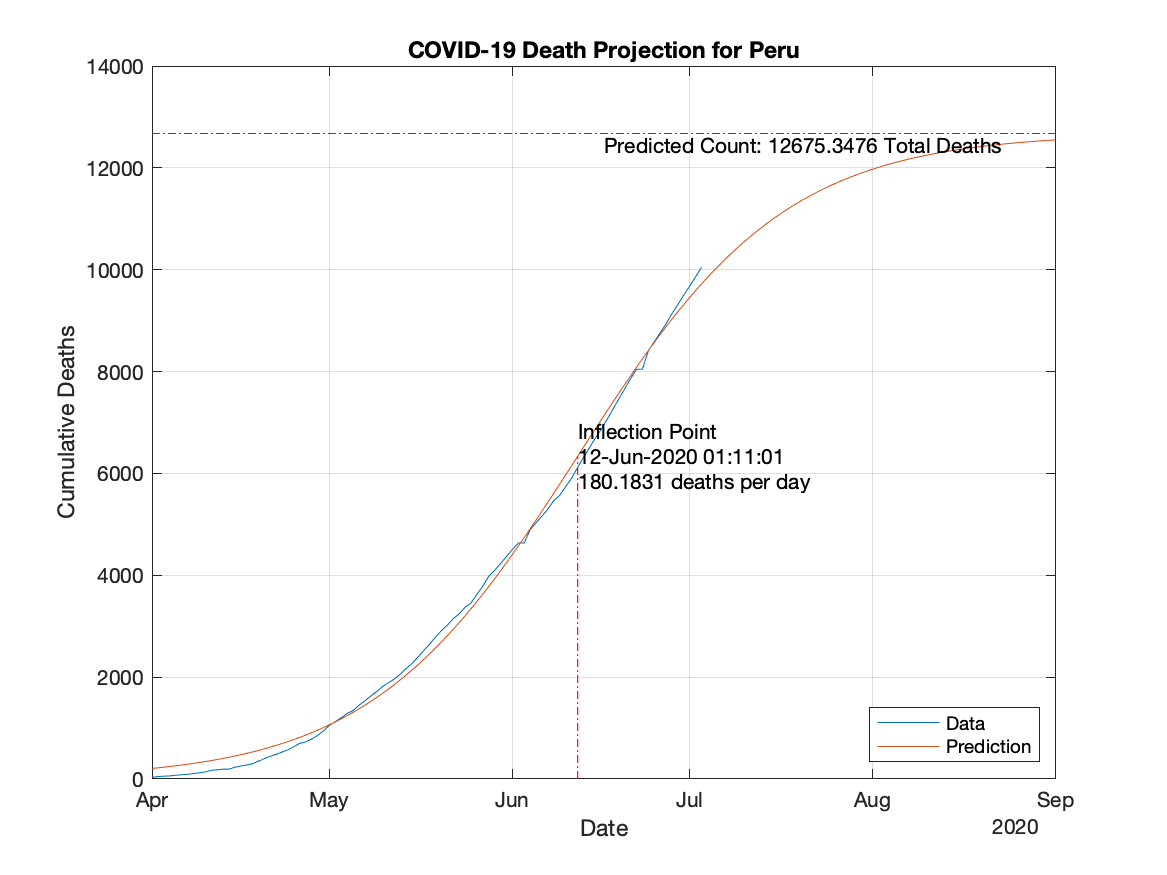 COVID-19 Death Projection for Peru
14000
12000
10000
8000
6000
4000
2000
0
Cumulative Deaths
Predicted Count: 12675.3476 Total Deaths
Inflection Point
12-Jun-2020 01:11:01
180.1831 deaths per day
Data
Prediction
Apr May Jun Jul Aug Sep
Date
2020